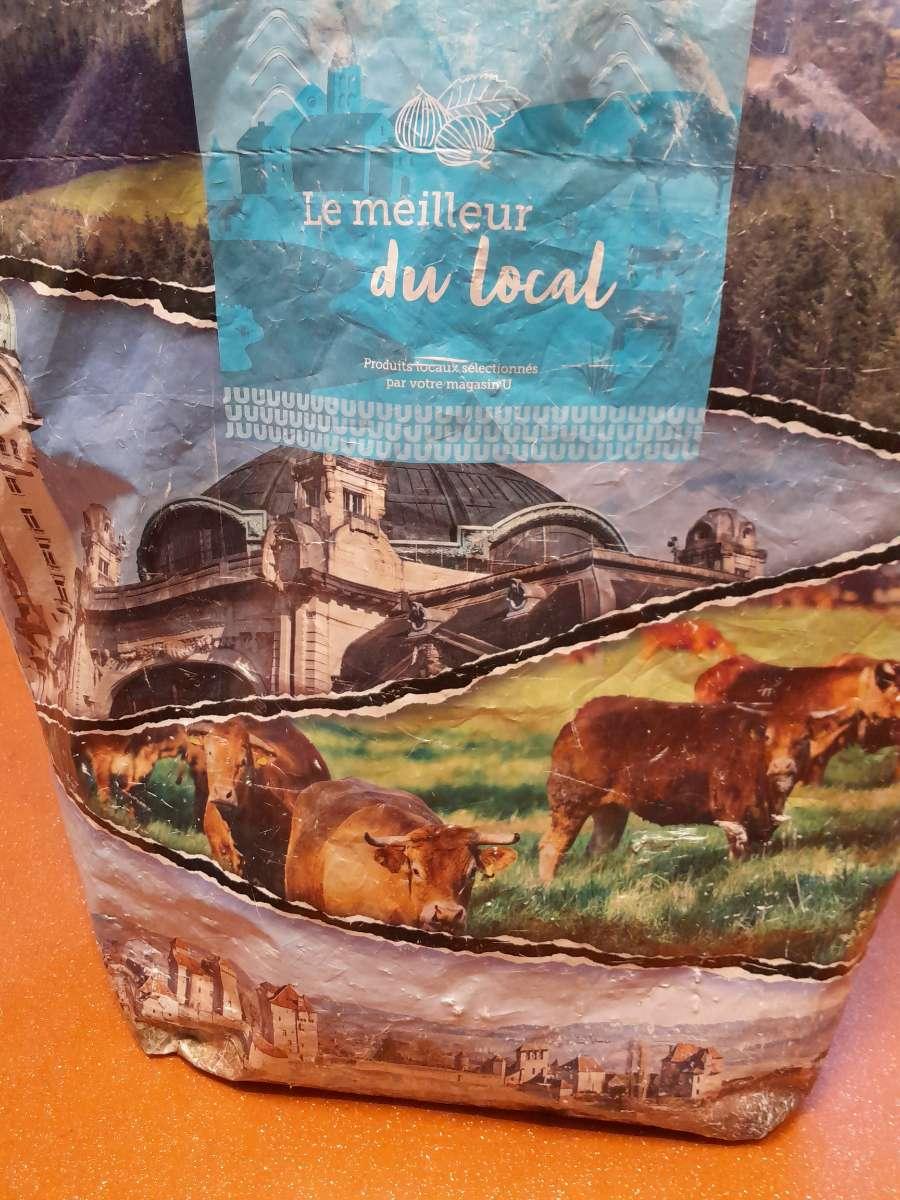 Le meilleur
du local
Produits locaux sélectionnés
par votre magasin U